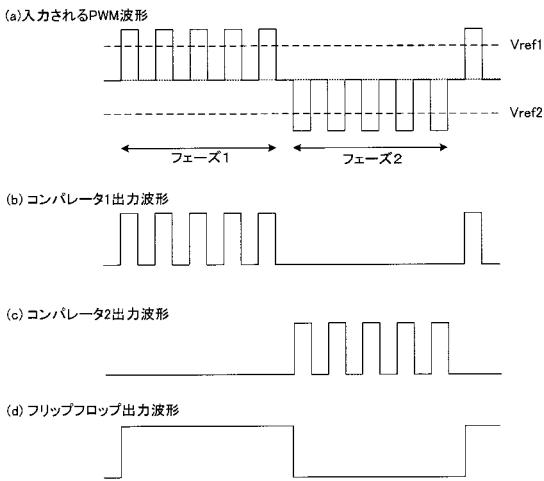 (a)入力されるPWM波形
Vref1
Vref2
フェーズ1
フェーズ2
(b) コンパレータ1出力波形
(c) コンパレータ2出力波形
(d) フリップフロップ出力波形